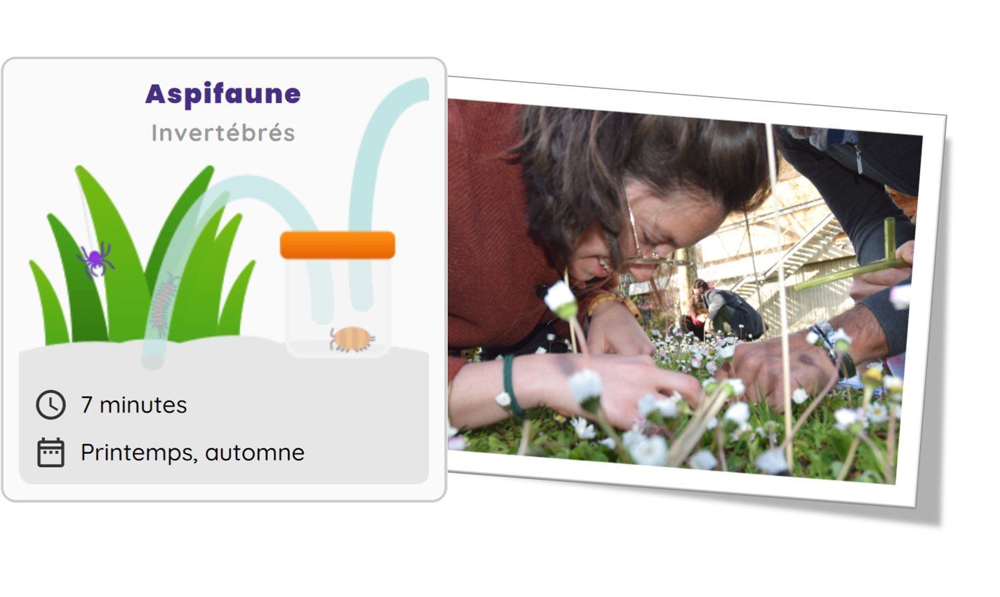 Aspifaune
Invertébrés
7 minutes
Printemps, automne